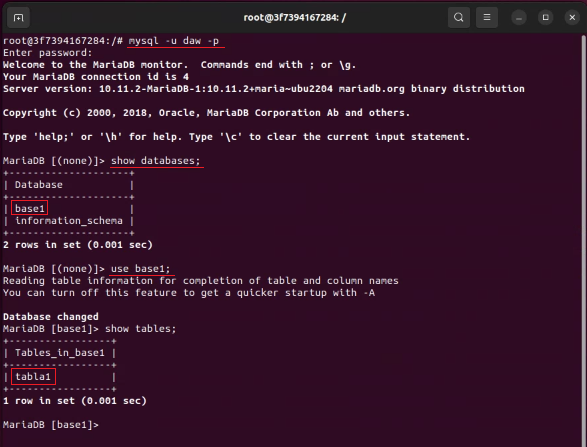 root@3f7394167284: /
root@3f7394167284:/# mysql -u daw -p
Enter password:
Welcome to the MariaDB monitor.  Commands end with ; or \g.
Your MariaDB connection id is 4
Server version: 10.11.2-MariaDB-1:10.11.2+maria~ubu2204 mariadb.org binary distribution
Copyright (c) 2000, 2018, Oracle, MariaDB Corporation Ab and others.
Type 'help;' or '\h' for help. Type '\c' to clear the current input statement.
MariaDB [(none)]> show databases;
+--------------------+
| Database           |
+--------------------+
| base1              |
| information_schema |
+--------------------+
2 rows in set (0.001 sec)
MariaDB [(none)]> use base1;
Reading table information for completion of table and column names
You can turn off this feature to get a quicker startup with -A
Database changed
MariaDB [base1]> show tables;
+-----------------+
| Tables_in_base1 |
+-----------------+
| tabla1          |
+-----------------+
1 row in set (0.001 sec)
MariaDB [base1]>